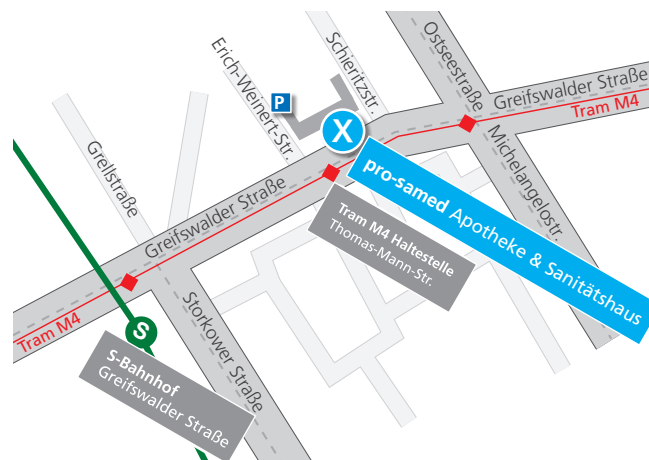 Ostseestraße
Schieritzstr.
Erich-Weinert-Str.
P
Greifswalder Straße
Tram M4
X
Michelangelostr.
Grellstraße
pro-samed Apotheke & Sanitätshaus
Greifswalder Straße
Tram M4 Haltestelle
Thomas-Mann-Str.
Tram M4
S
Storkower Straße
S-Bahnhof
Greifswalder Straße